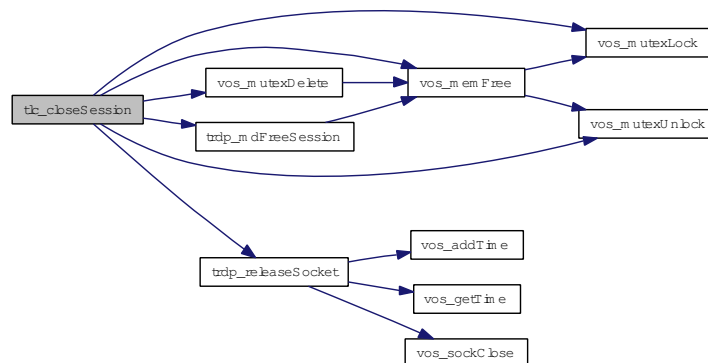 vos_mutexLock
vos_mutexDelete
vos_memFree
tlc_closeSession
trdp_mdFreeSession
vos_mutexUnlock
vos_addTime
trdp_releaseSocket
vos_getTime
vos_sockClose